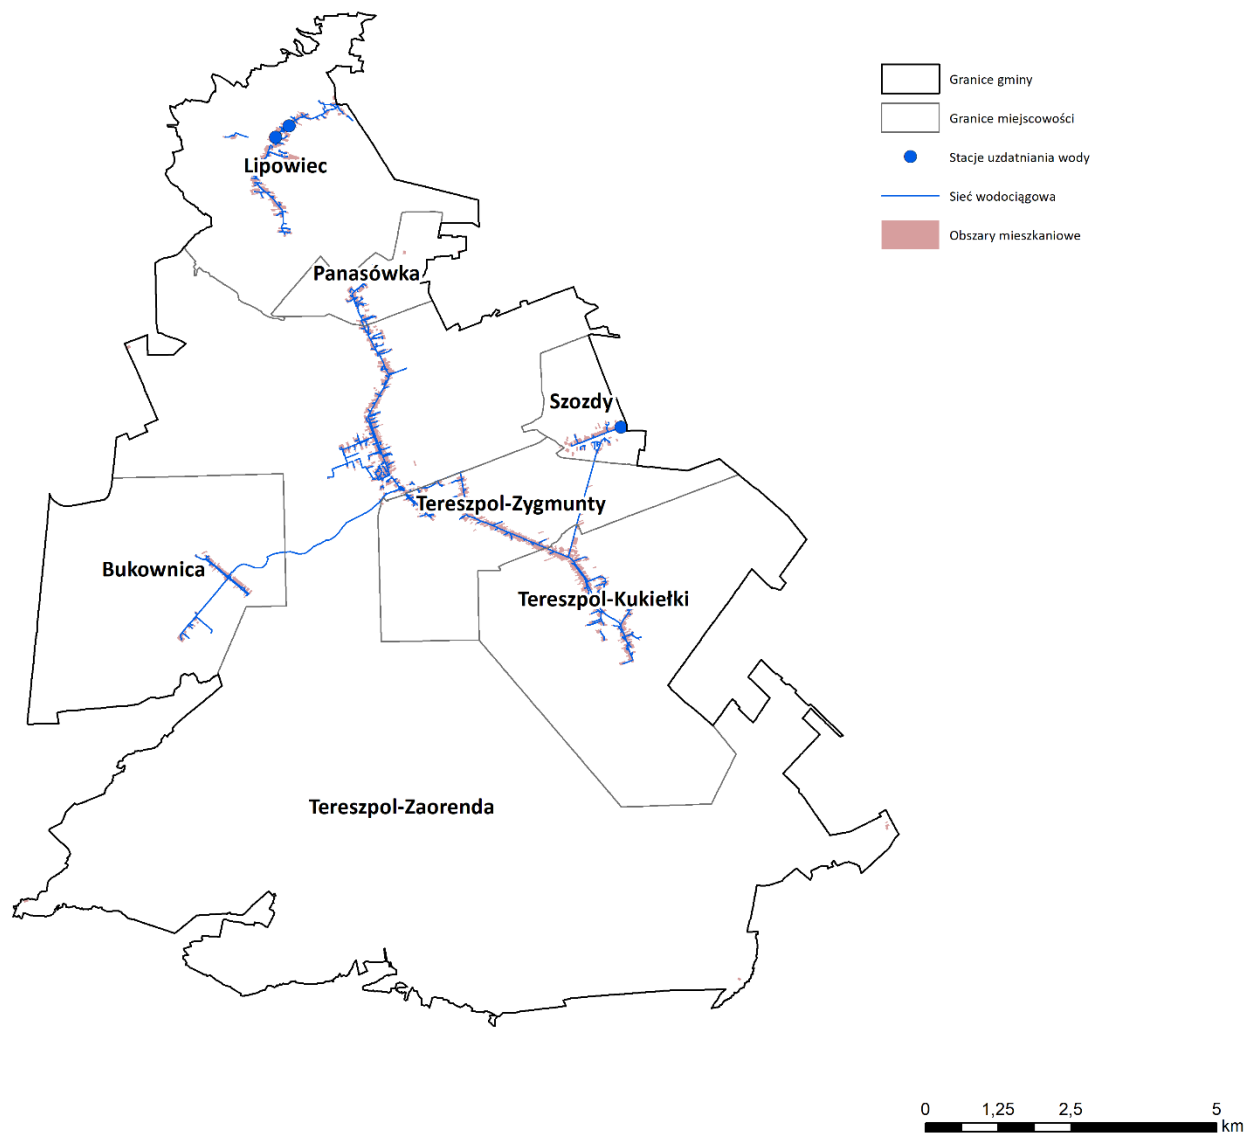 Granice gminy
Granice miejscowości
Stacje uzdatniania wody
Sieć wodociągowa
Obszary mieszkaniowe
Lipowiec
Panasówka
Szozdy
Tereszpol-Zygmunty
Bukownica
Tereszpol-Kukiełki
Tereszpol-Zaorenda
0 1,25 2,5 5
km